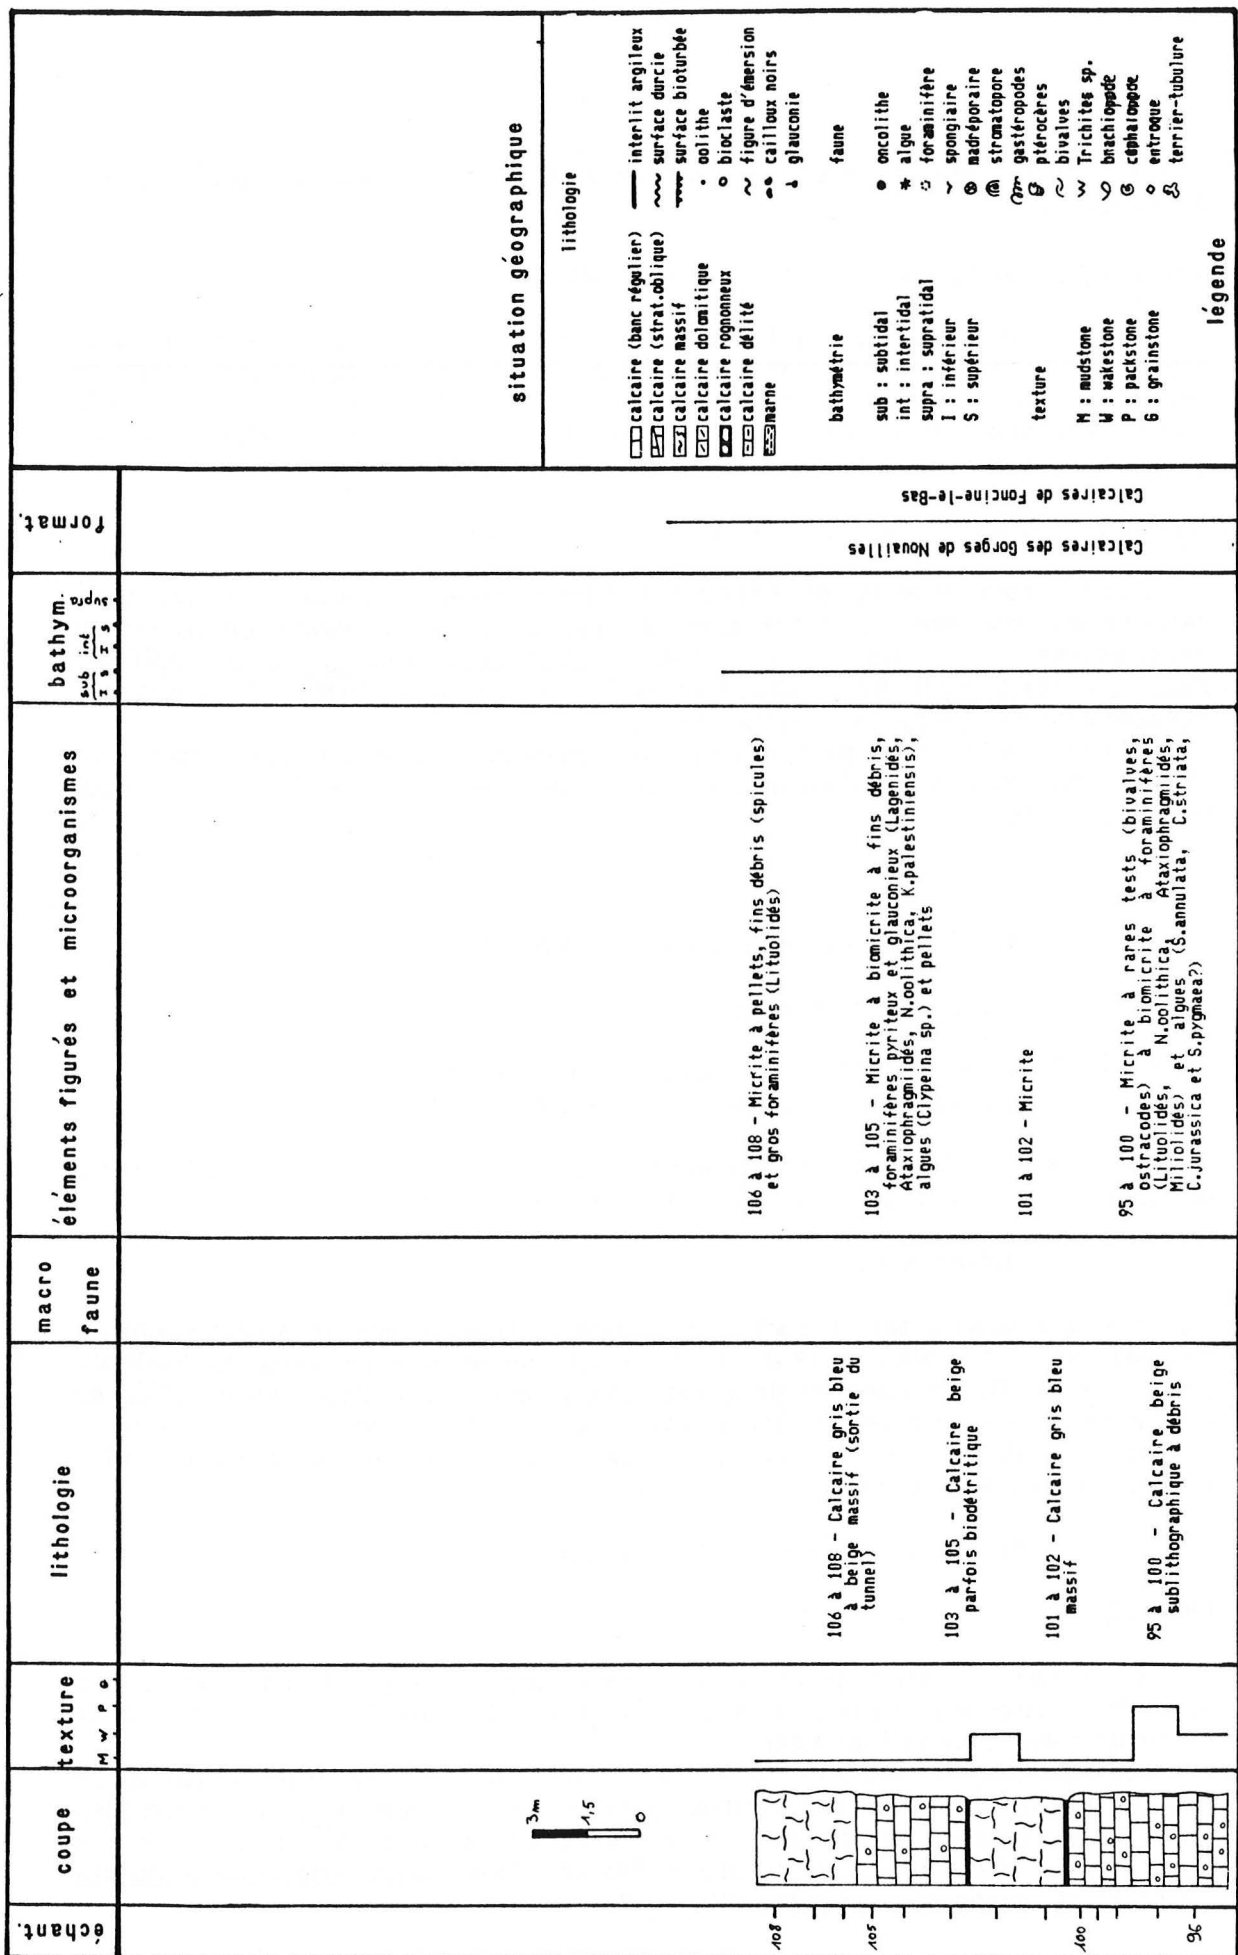 échant.
coupe
texture
M W P G
lithologie
macro
faune
éléments figurés et microorganismes
bathym.
sub int supra
I S I S
format.
3m
1,5
0
108
105
100
96
106 à 108 - Calcaire gris bleu
à beige massif (sortie du
tunnel)
103 à 105 - Calcaire beige
parfois biodétritique
101 à 102 - Calcaire gris bleu
massif
95 à 100 - Calcaire beige
sublithographique à débris
106 à 108 - Micrite à pellets, fins débris (spicules)
et gros foraminifères (Lituolidés)
103 à 105 - Micrite à biomicrite à fins débris,
foraminifères pyriteux et glauconieux (Lagenidés,
Ataxiophragmiidés, N.oolithica, K.palestiniensis),
algues (Clypeina sp.) et pellets
101 à 102 - Micrite
95 à 100 - Micrite à rares tests (bivalves,
ostracodes) à biomicrite à foraminifères
(Lituolidés, N.oolithica, Ataxiophragmiidés,
Miliolidés) et algues (S.annulata, C.striata,
C.jurassica et S.pygmaea?)
Calcaires des Gorges de Nouailles
Calcaires de Foncine-le-Bas
situation géographique
lithologie
calcaire (banc régulier)
calcaire (strat.oblique)
calcaire massif
calcaire dolomitique
calcaire rognonneux
calcaire délité
marne
interlit argileux
surface durcie
surface bioturbée
oolithe
bioclaste
figure d'émersion
cailloux noirs
glauconie
bathymétrie
sub : subtidal
int : intertidal
supra : supratidal
I : inférieur
S : supérieur
texture
M : mudstone
W : wakestone
P : packstone
G : grainstone
faune
oncolithe
algue
foraminifère
spongiaire
madréporaire
stromatopore
gastéropodes
ptérocères
bivalves
Trichites sp.
brachiopode
céphalopode
entroque
terrier-tubulure
légende